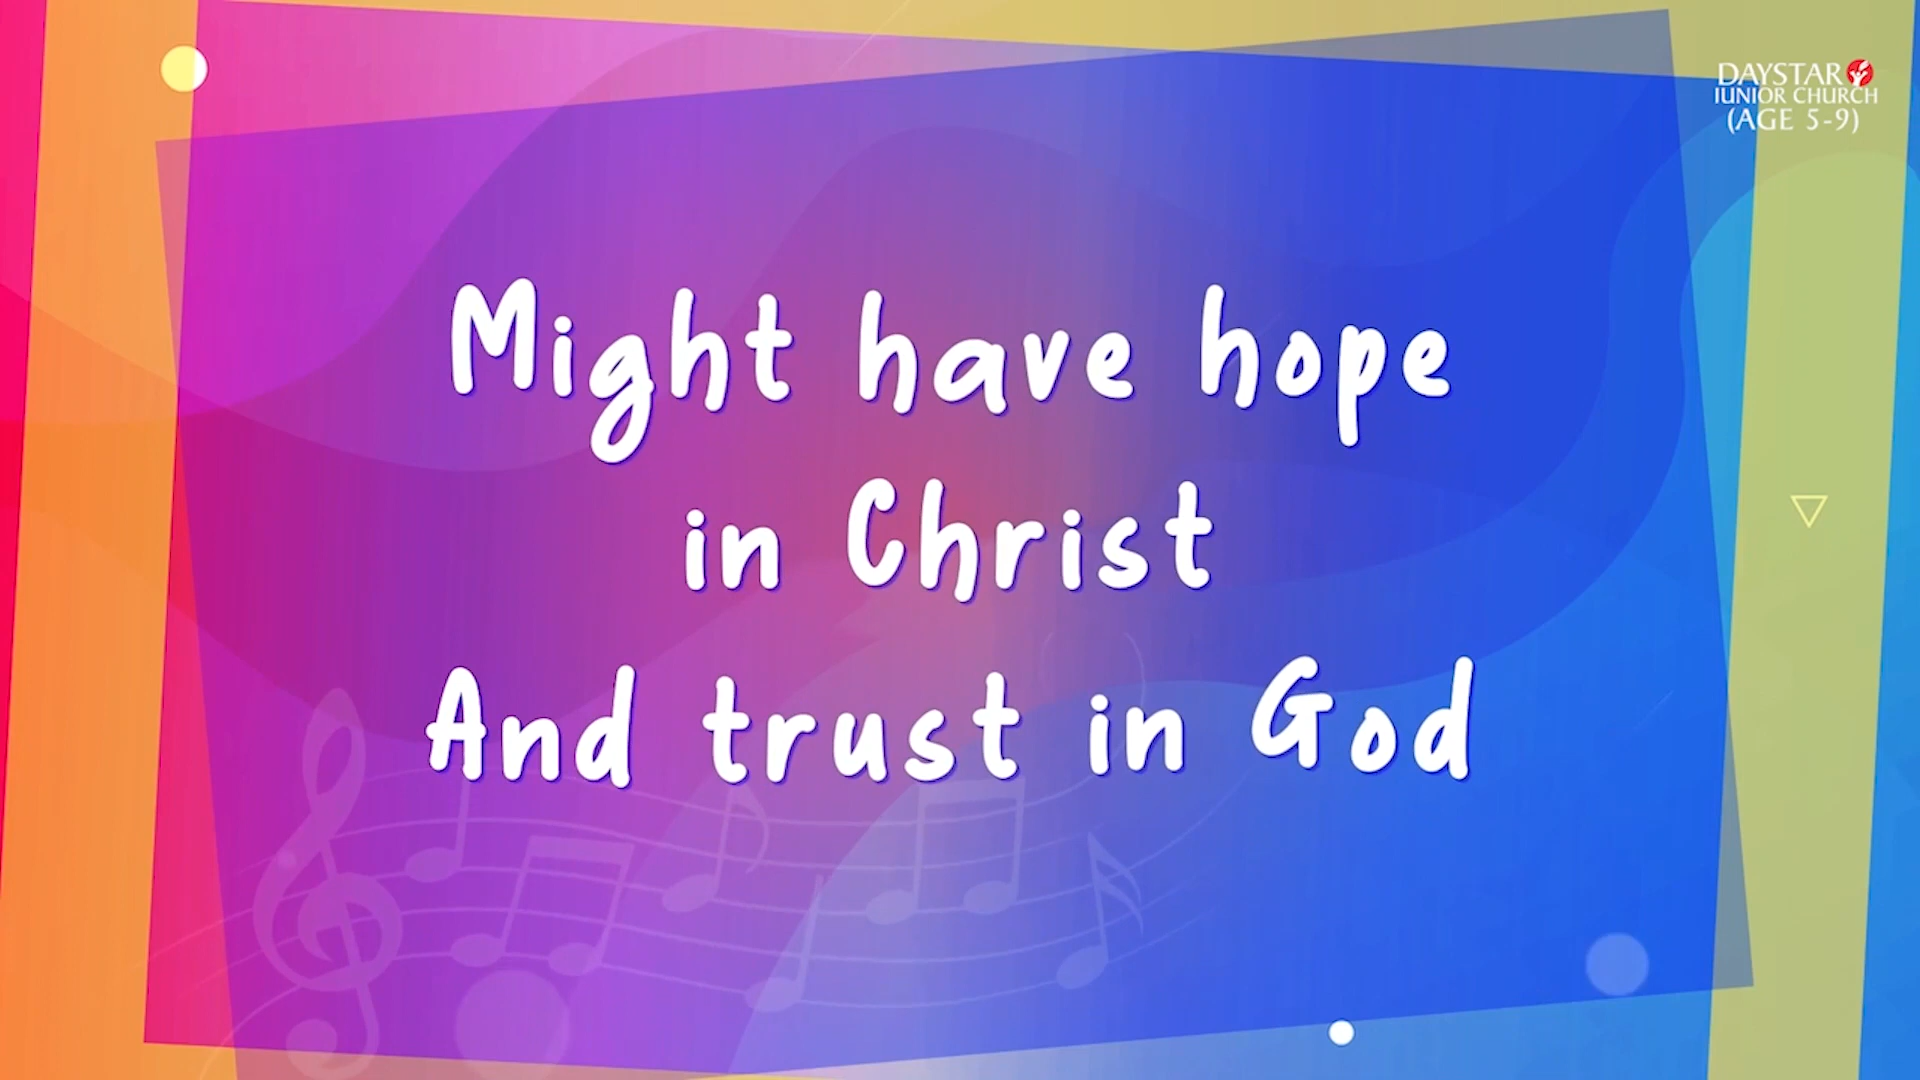 DAYSTAR
JUNIOR CHURCH
(AGE 5-9)
Might have hope
in Christ
And trust in God